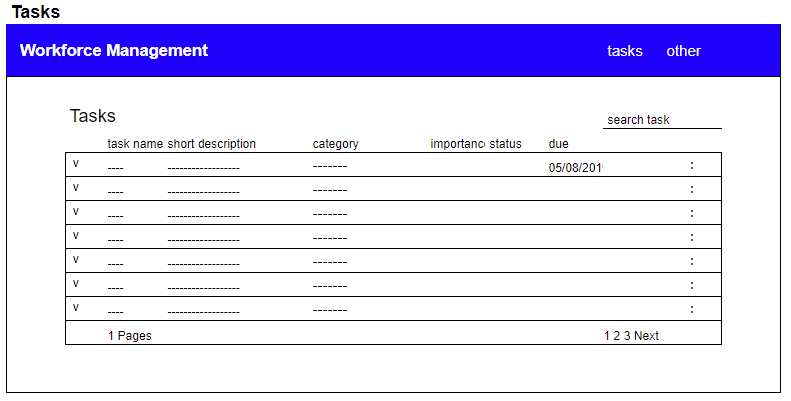 Tasks
Workforce Management tasks other
Tasks
search task
task name short description category importanc status due
v ---- ------------------ ------- 05/08/201 :
v ---- ------------------ ------- :
v ---- ------------------ ------- :
v ---- ------------------ ------- :
v ---- ------------------ ------- :
v ---- ------------------ ------- :
v ---- ------------------ ------- :
1 Pages 1 2 3 Next